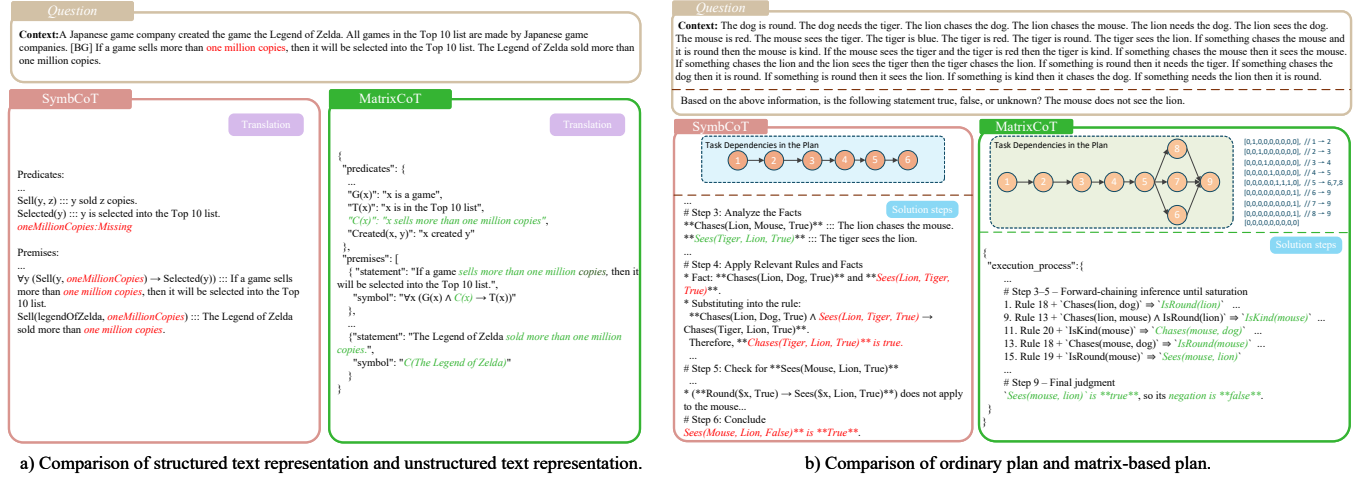 Question
Context:A Japanese game company created the game the Legend of Zelda. All games in the Top 10 list are made by Japanese game
companies. [BG] If a game sells more than one million copies, then it will be selected into the Top 10 list. The Legend of Zelda sold more than
one million copies.
SymbCoT
Translation
Predicates:
...
Sell(y, z) ::: y sold z copies.
Selected(y) ::: y is selected into the Top 10 list.
oneMillionCopies:Missing
Premises:
...
∀y (Sell(y, oneMillionCopies) → Selected(y)) ::: If a game sells
more than one million copies, then it will be selected into the Top
10 list.
Sell(legendOfZelda, oneMillionCopies) ::: The Legend of Zelda
sold more than one million copies.
MatrixCoT
Translation
{
"predicates": {
...
"G(x)": "x is a game",
"T(x)": "x is in the Top 10 list",
"C(x)": "x sells more than one million copies",
"Created(x, y)": "x created y"
},
"premises": [
{ "statement": "If a game sells more than one million copies, then it
will be selected into the Top 10 list.",
"symbol": "∀x (G(x) ∧ C(x) → T(x))"
},
...
{"statement": "The Legend of Zelda sold more than one million
copies.",
"symbol": "C(The Legend of Zelda)"
}
}
a) Comparison of structured text representation and unstructured text representation.
Question
Context: The dog is round. The dog needs the tiger. The lion chases the dog. The lion chases the mouse. The lion needs the dog. The lion sees the dog.
The mouse is red. The mouse sees the tiger. The tiger is blue. The tiger is red. The tiger is round. The tiger sees the lion. If something chases the mouse and
it is round then the mouse is kind. If the mouse sees the tiger and the tiger is red then the tiger is kind. If something chases the mouse then it sees the mouse.
If something chases the lion and the lion sees the tiger then the tiger chases the lion. If something is round then it needs the tiger. If something chases the
dog then it is round. If something is round then it sees the lion. If something is kind then it chases the dog. If something needs the lion then it is round.
Based on the above information, is the following statement true, false, or unknown? The mouse does not see the lion.
SymbCoT
Task Dependencies in the Plan
1 2 3 4 5 6
...
Solution steps
# Step 3: Analyze the Facts
**Chases(Lion, Mouse, True)** ::: The lion chases the mouse.
**Sees(Tiger, Lion, True)** ::: The tiger sees the lion.
...
# Step 4: Apply Relevant Rules and Facts
* Fact: **Chases(Lion, Dog, True)** and **Sees(Lion, Tiger,
True)**.
* Substituting into the rule:
**Chases(Lion, Dog, True) ∧ Sees(Lion, Tiger, True) →
Chases(Tiger, Lion, True)**.
Therefore, **Chases(Tiger, Lion, True)** is true.
...
# Step 5: Check for **Sees(Mouse, Lion, True)**
...
* (**Round($x, True) → Sees($x, Lion, True)**) does not apply
to the mouse...
# Step 6: Conclude
Sees(Mouse, Lion, False)** is **True**.
MatrixCoT
Task Dependencies in the Plan
1 2 3 4 5 8 7 6 9
[0,1,0,0,0,0,0,0,0], // 1 → 2
[0,0,1,0,0,0,0,0,0], // 2 → 3
[0,0,0,1,0,0,0,0,0], // 3 → 4
[0,0,0,0,1,0,0,0,0], // 4 → 5
[0,0,0,0,0,1,1,1,0], // 5 → 6,7,8
[0,0,0,0,0,0,0,0,1], // 6 → 9
[0,0,0,0,0,0,0,0,1], // 7 → 9
[0,0,0,0,0,0,0,0,1], // 8 → 9
[0,0,0,0,0,0,0,0,0]
Solution steps
{
"execution_process":{
# Step 3–5 – Forward-chaining inference until saturation
1. Rule 18 + `Chases(lion, dog)` ⇒ `IsRound(lion)` ...
9. Rule 13 + `Chases(lion, mouse) ∧ IsRound(lion)` ⇒ `IsKind(mouse)` ...
11. Rule 20 + `IsKind(mouse)` ⇒ `Chases(mouse, dog)` ...
13. Rule 18 + `Chases(mouse, dog)` ⇒ `IsRound(mouse)` ...
15. Rule 19 + `IsRound(mouse)` ⇒ `Sees(mouse, lion)`
...
# Step 9 – Final judgment
`Sees(mouse, lion)` is **true**, so its negation is **false**.
}
}
b) Comparison of ordinary plan and matrix-based plan.